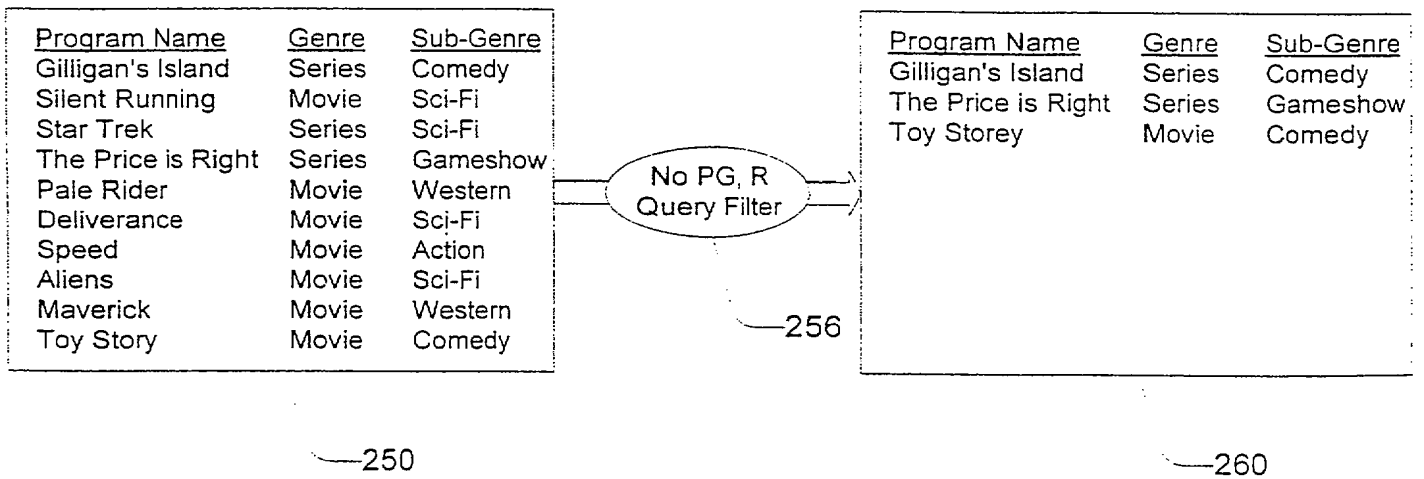 Program Name Genre Sub-Genre
Gilligan's Island Series Comedy
Silent Running Movie Sci-Fi
Star Trek Series Sci-Fi
The Price is Right Series Gameshow
Pale Rider Movie Western
Deliverance Movie Sci-Fi
Speed Movie Action
Aliens Movie Sci-Fi
Maverick Movie Western
Toy Story Movie Comedy
250
No PG, R
Query Filter
256
Program Name Genre Sub-Genre
Gilligan's Island Series Comedy
The Price is Right Series Gameshow
Toy Storey Movie Comedy
260